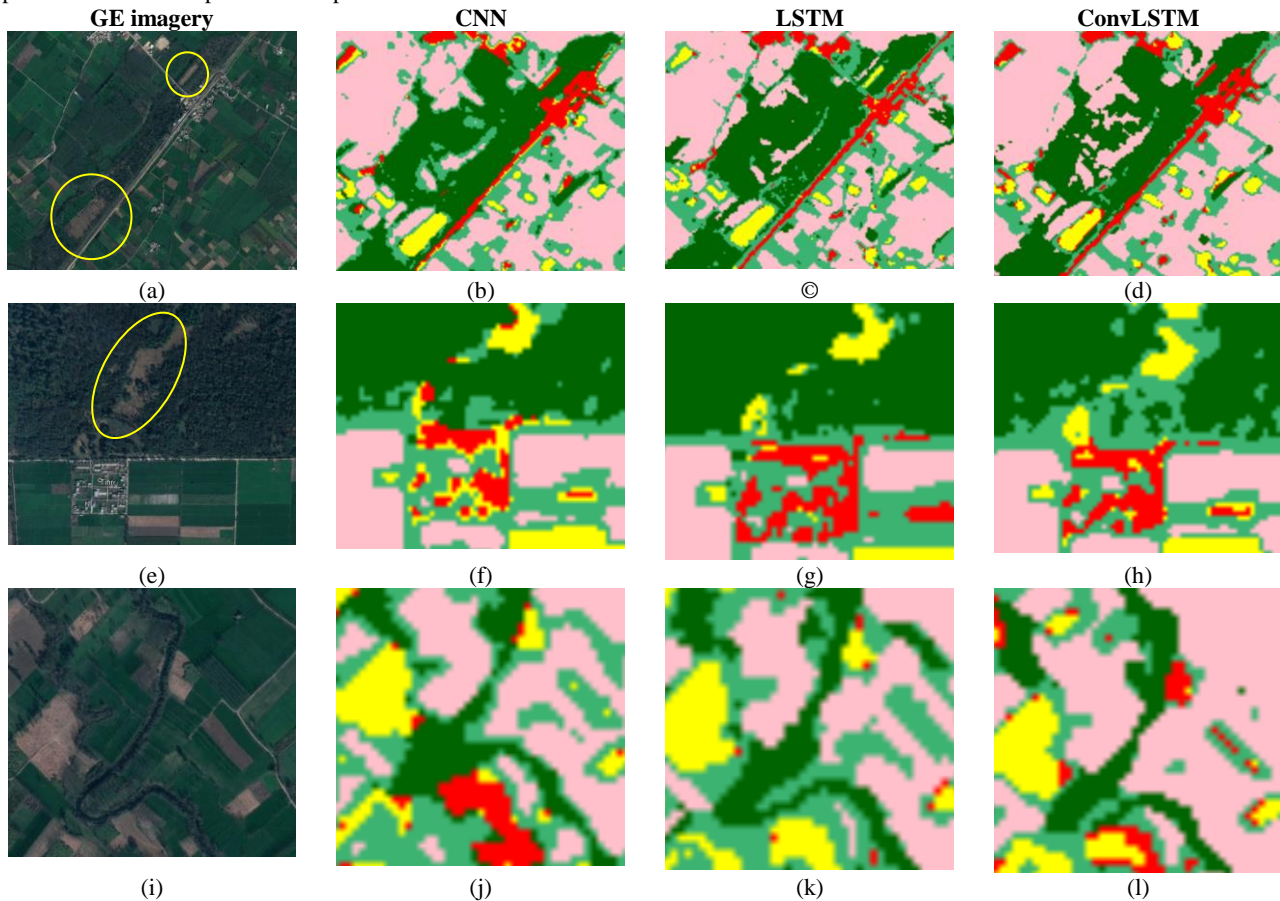 GE imagery CNN LSTM ConvLSTM
(a) (b) © (d)
(e) (f) (g) (h)
(i) (j) (k) (l)